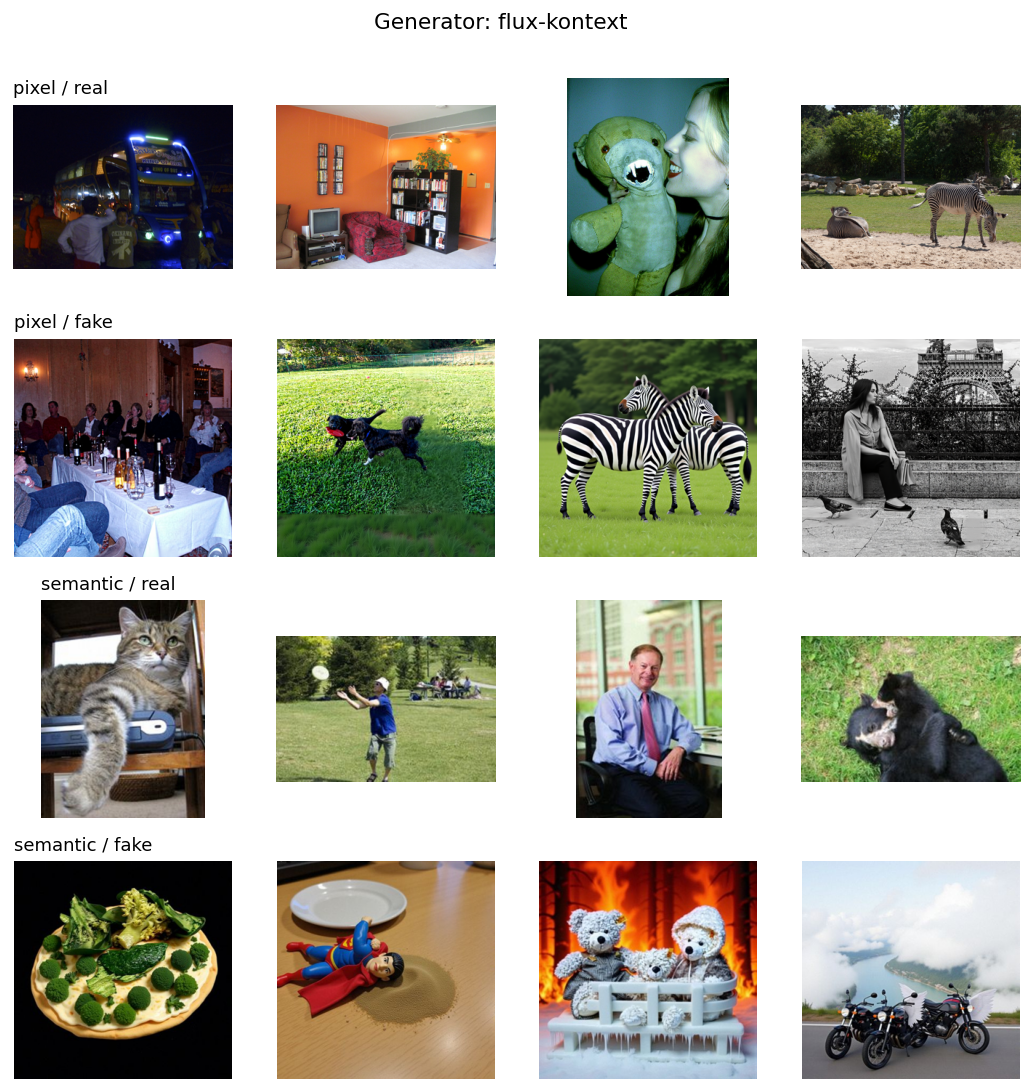 Generator: flux-kontext
pixel / real
pixel / fake
semantic / real
semantic / fake